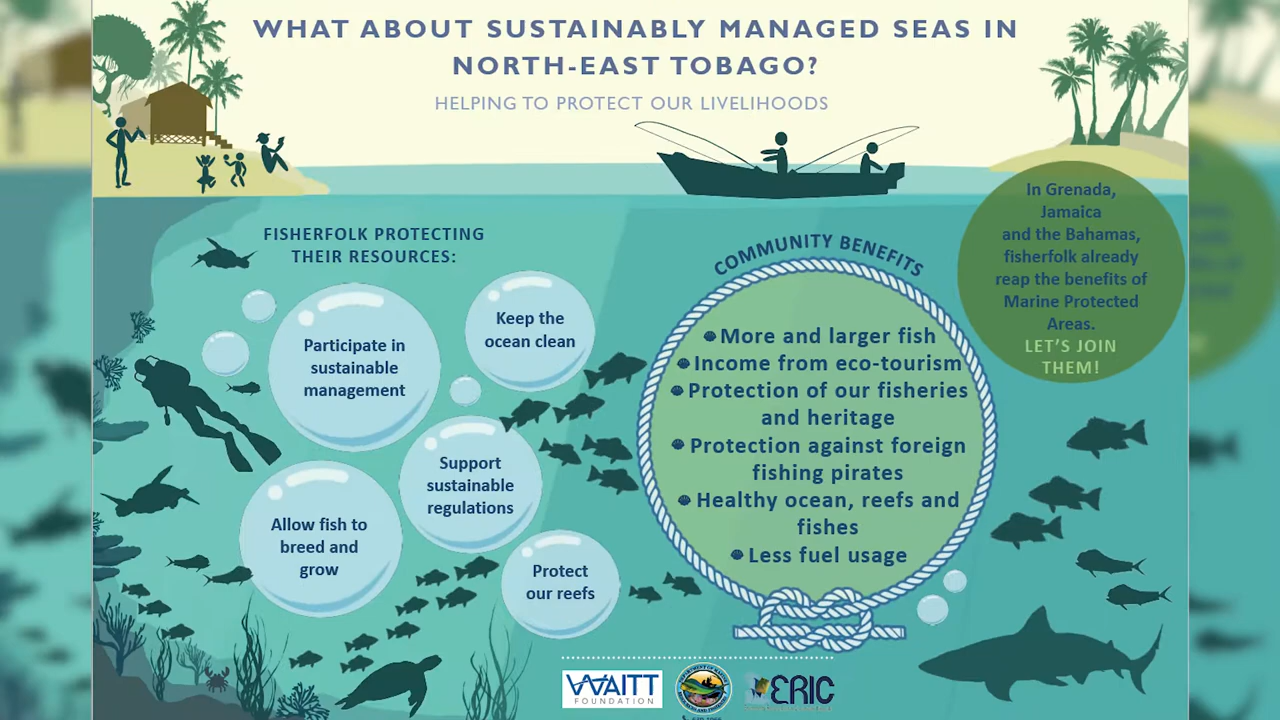 WHAT ABOUT SUSTAINABLY MANAGED SEAS IN
NORTH-EAST TOBAGO?
HELPING TO PROTECT OUR LIVELIHOODS
FISHERFOLK PROTECTING
THEIR RESOURCES:
Participate in
sustainable
management
Keep the
ocean clean
Support
sustainable
regulations
Allow fish to
breed and
grow
Protect
our reefs
COMMUNITY BENEFITS
More and larger fish
Income from eco-tourism
Protection of our fisheries
and heritage
Protection against foreign
fishing pirates
Healthy ocean, reefs and
fishes
Less fuel usage
In Grenada,
Jamaica
and the Bahamas,
fisherfolk already
reap the benefits of
Marine Protected
Areas.
LET'S JOIN
THEM!
WAITT
FOUNDATION
ERIC